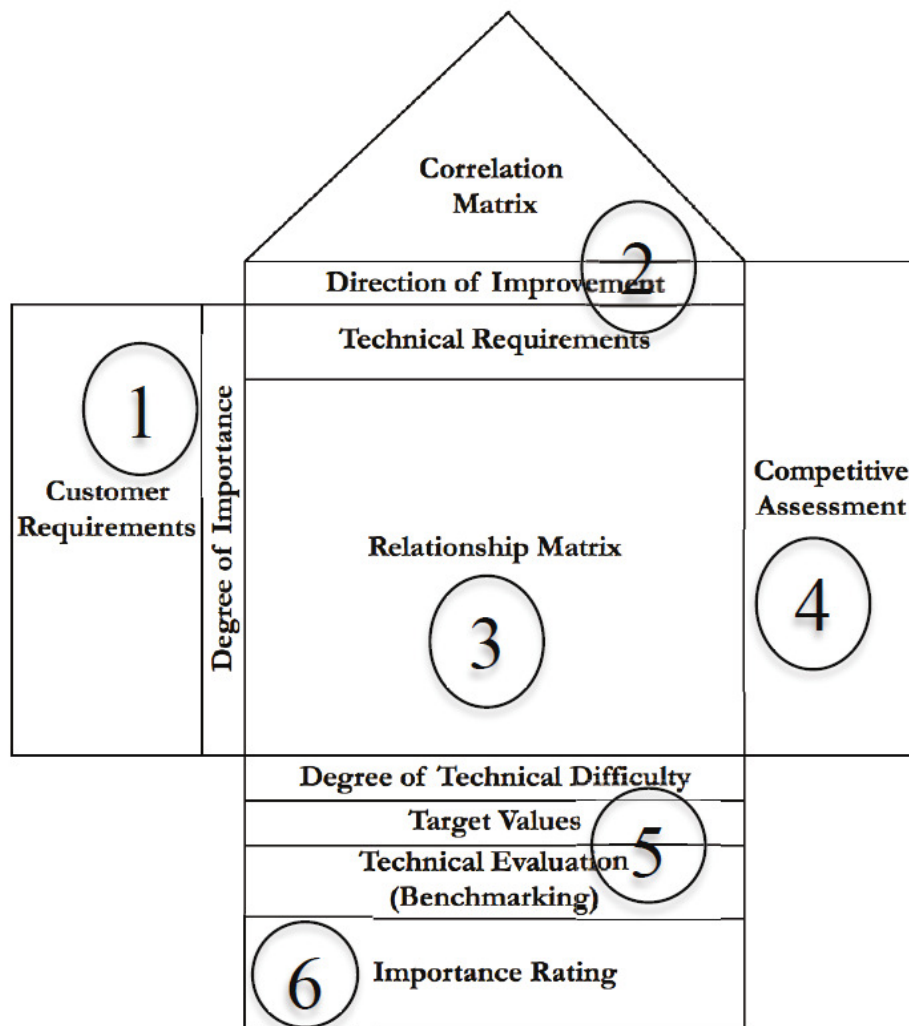 Correlation
Matrix
2
Direction of Improvement
Technical Requirements
1
Customer
Requirements
Degree of Importance
Relationship Matrix
3
Competitive
Assessment
4
Degree of Technical Difficulty
Target Values
5
Technical Evaluation
(Benchmarking)
6
Importance Rating